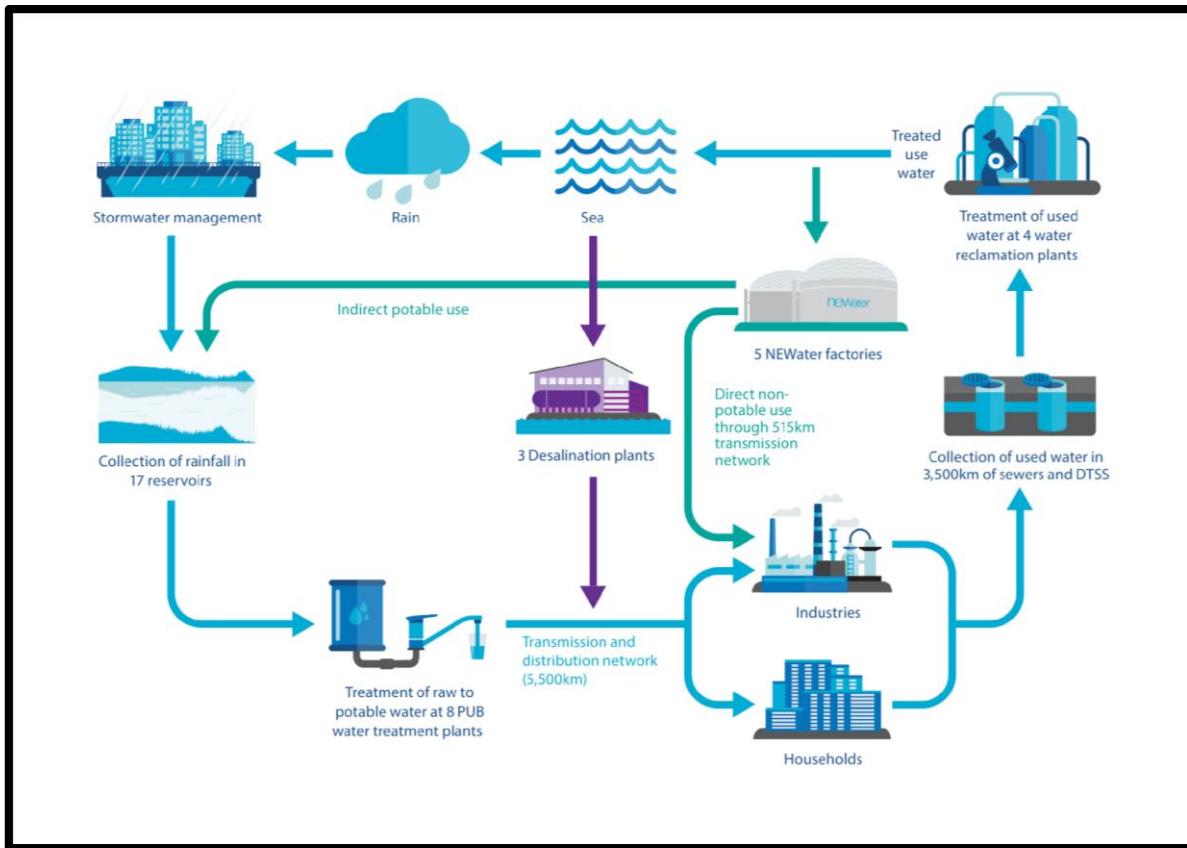 Stormwater management
Rain
Sea
Treated
use
water
Treatment of used
water at 4 water
reclamation plants
Indirect potable use
newater
5 NEWater factories
Direct non-
potable use
through 515km
transmission
network
Collection of rainfall in
17 reservoirs
3 Desalination plants
Collection of used water in
3,500km of sewers and DTSS
Industries
Transmission and
distribution network
(5,500km)
Treatment of raw to
potable water at 8 PUB
water treatment plants
Households